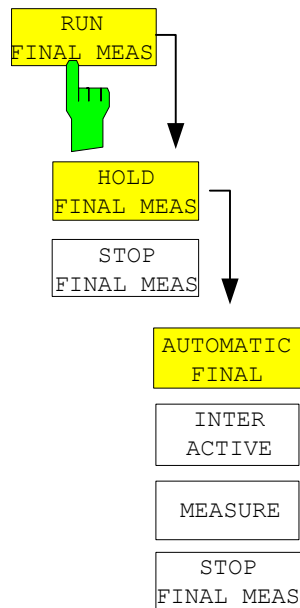 RUN
FINAL MEAS
HOLD
FINAL MEAS
STOP
FINAL MEAS
AUTOMATIC
FINAL
INTER
ACTIVE
MEASURE
STOP
FINAL MEAS